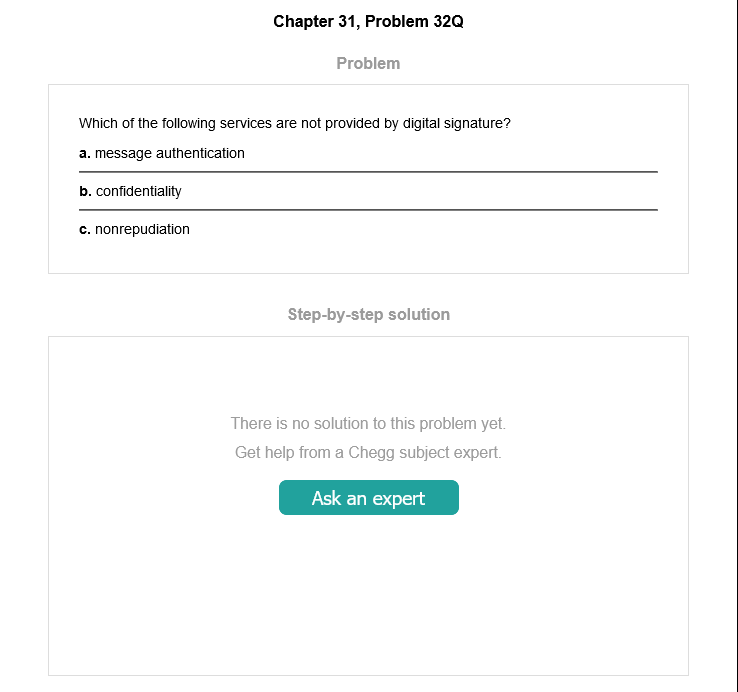 Chapter 31, Problem 32Q
Problem
Which of the following services are not provided by digital signature?
a. message authentication
b. confidentiality
c. nonrepudiation
Step-by-step solution
There is no solution to this problem yet.
Get help from a Chegg subject expert.
Ask an expert